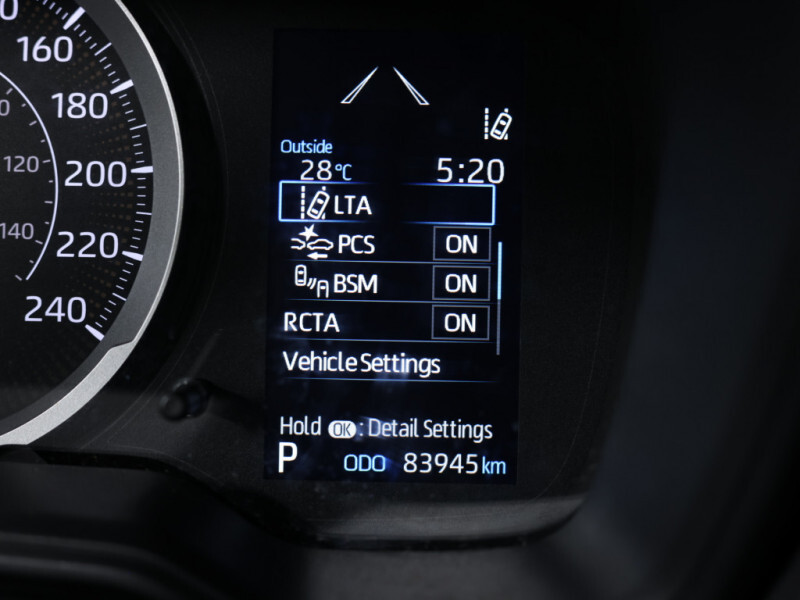 160
180
200
220
240
120
140
Outside
28°C 5:20
LTA
PCS ON
BSM ON
RCTA ON
Vehicle Settings
Hold OK : Detail Settings
P ODO 83945 km